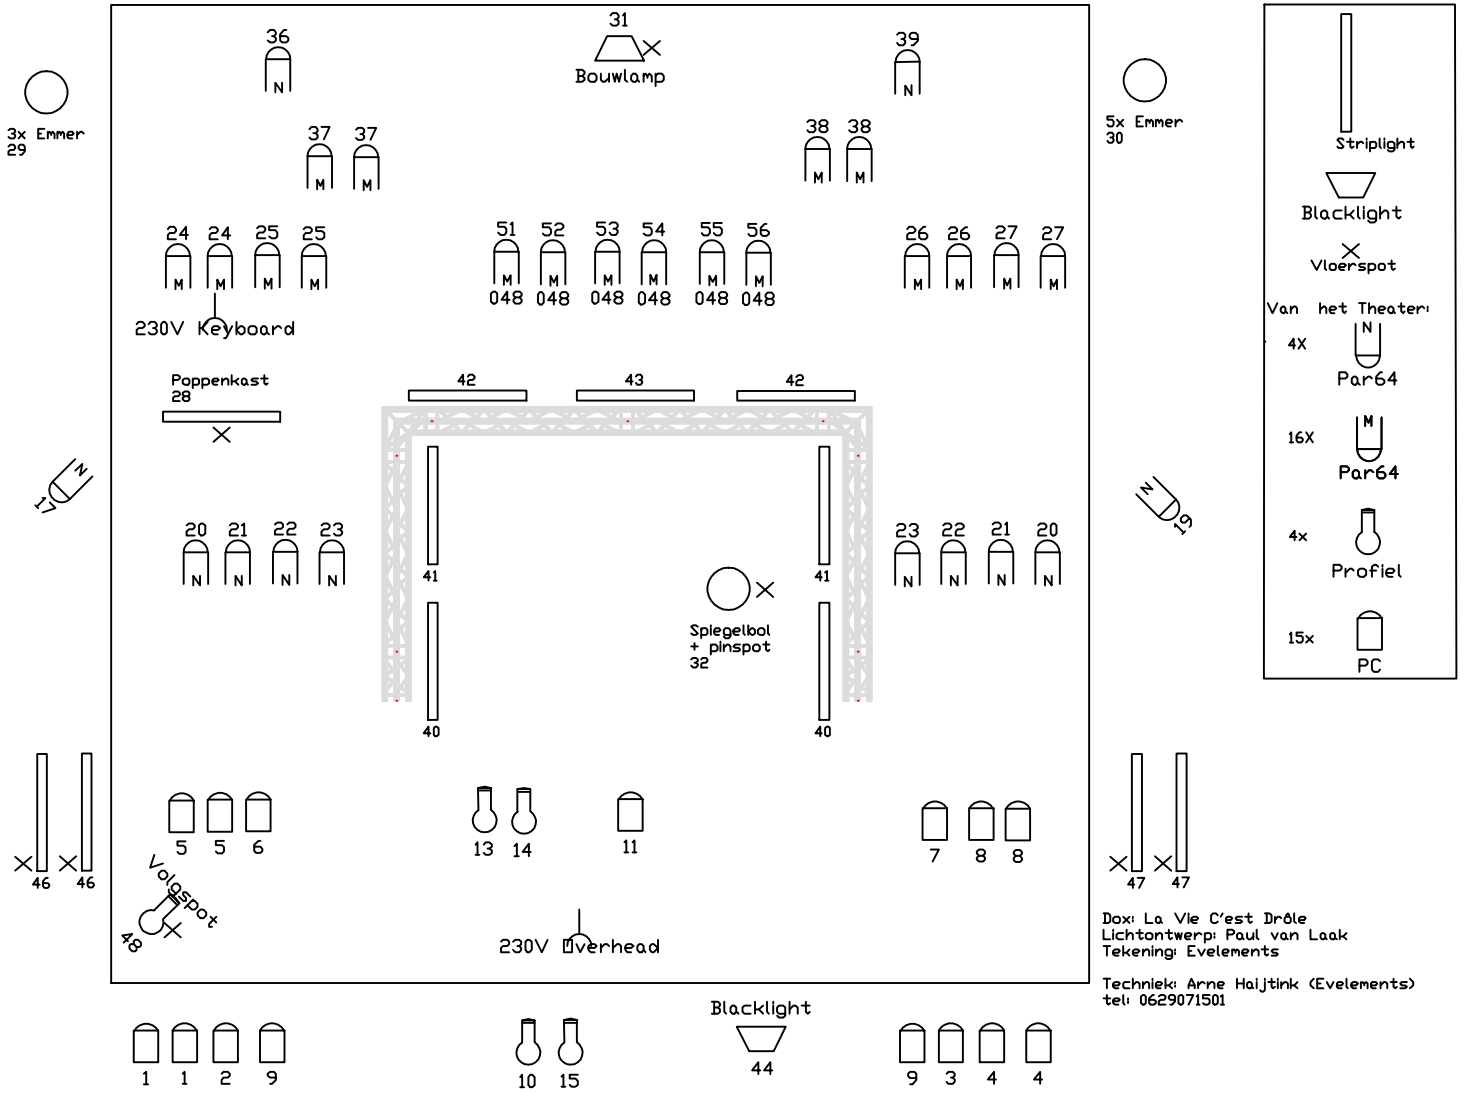 31
36
39
Bouwlamp
N
N
3x Emmer
29
5x Emmer
30
37 37
38 38
M M
M M
24 24 25 25
51 52 53 54 55 56
26 26 27 27
M M M M
M M M M M M
M M M M
048 048 048 048 048 048
230V Keyboard
Poppenkast
28
42 43 42
N
17
N
19
20 21 22 23
23 22 21 20
N N N N
N N N N
41 41
Spiegelbol
+ pinspot
32
40 40
5 5 6
13 14 11
7 8 8
46 46
47 47
Volgspot
48
230V Overhead
Blacklight
44
1 1 2 9
10 15
9 3 4 4
Striplight
Blacklight
Vloerspot
Van het Theater:
N
4X
Par64
M
16X
Par64
4x
Profiel
15x
PC
Dox: La Vie C'est Drôle
Lichtontwerp: Paul van Laak
Tekening: Evelements
Techniek: Arne Haijtink (Evelements)
tel: 0629071501